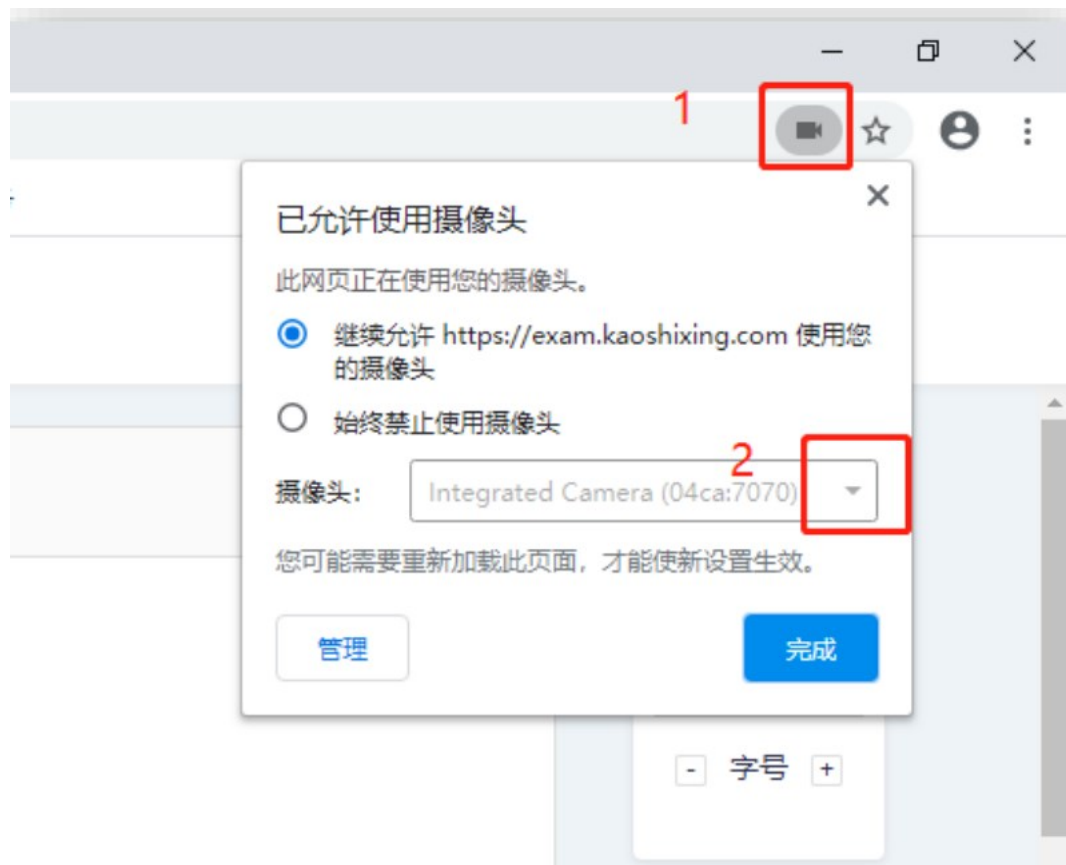 1
已允许使用摄像头
此网页正在使用您的摄像头。
继续允许 https://exam.kaoshixing.com 使用您
的摄像头
始终禁止使用摄像头
2
摄像头: Integrated Camera (04ca:7070)
您可能需要重新加载此页面，才能使新设置生效。
管理 完成
- 字号 +